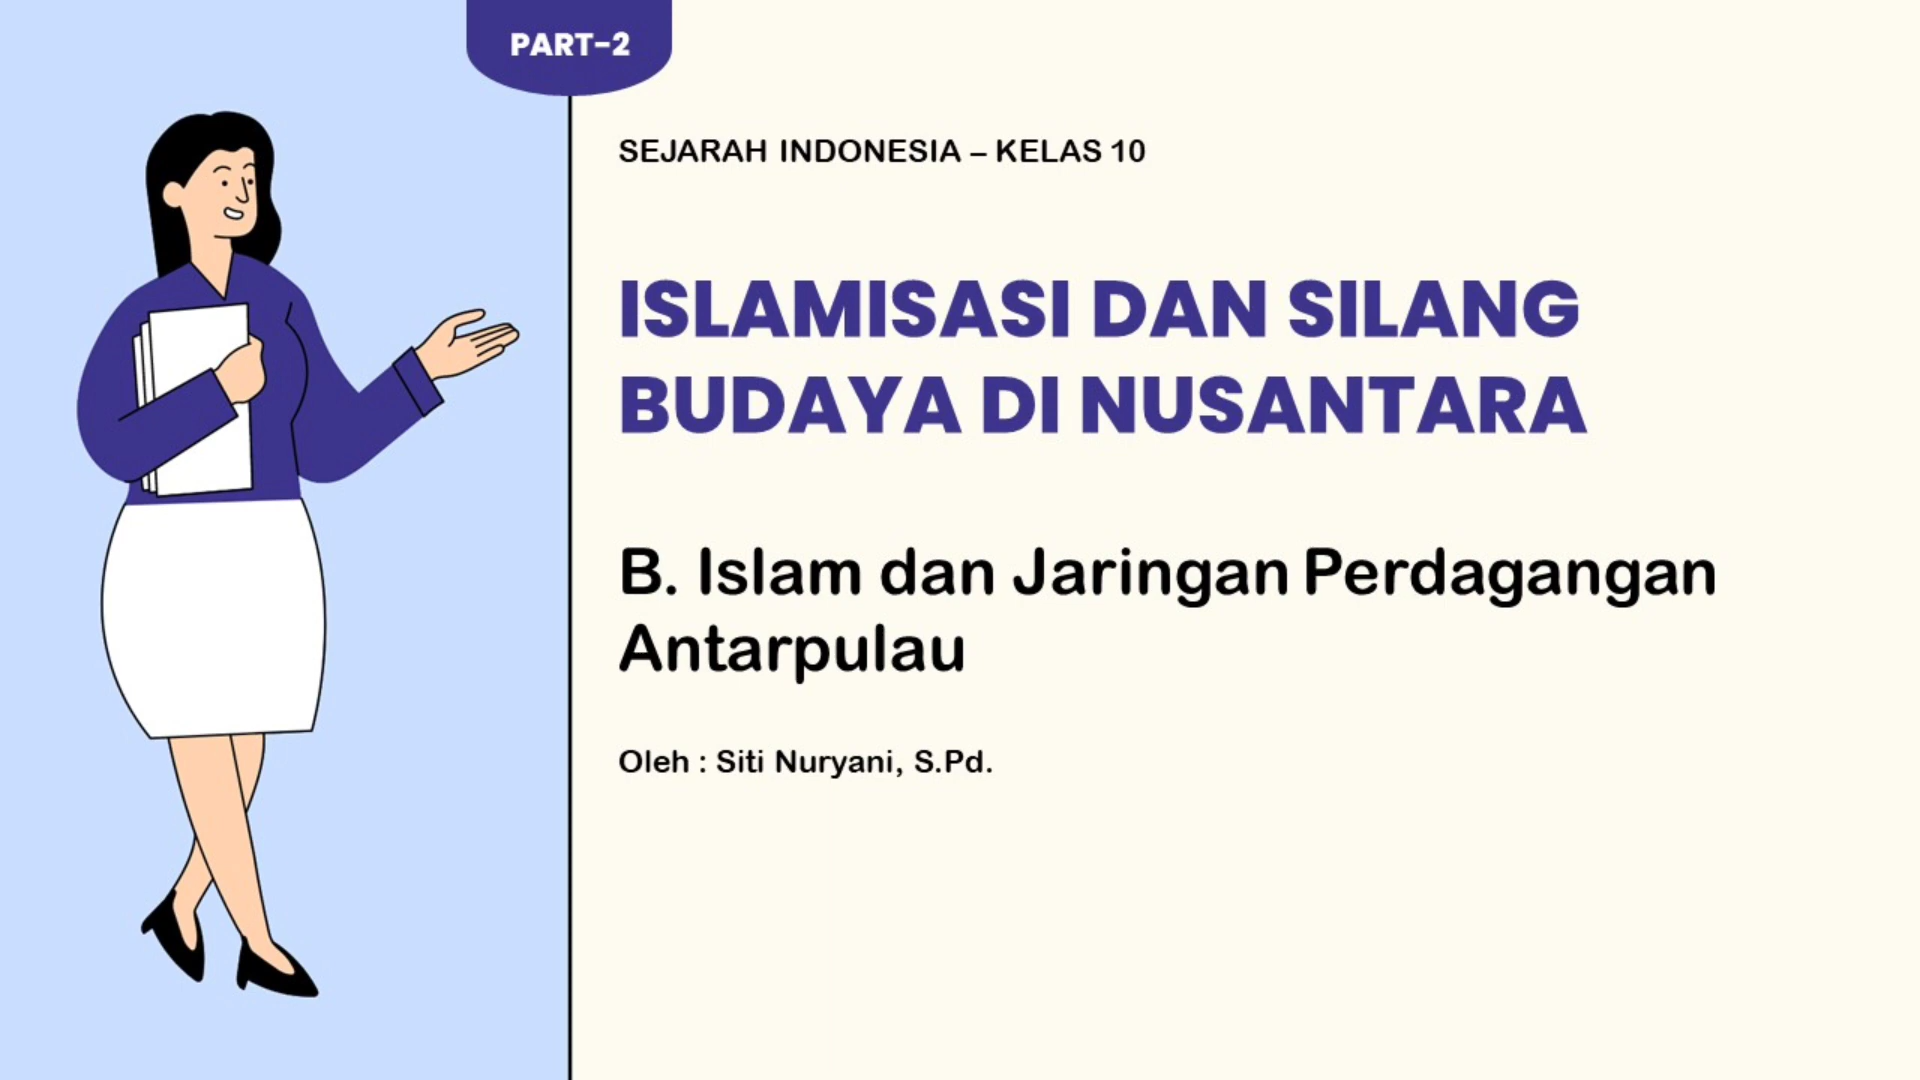 PART-2
SEJARAH INDONESIA – KELAS 10
ISLAMISASI DAN SILANG
BUDAYA DI NUSANTARA
B. Islam dan Jaringan Perdagangan
Antarpulau
Oleh : Siti Nuryani, S.Pd.